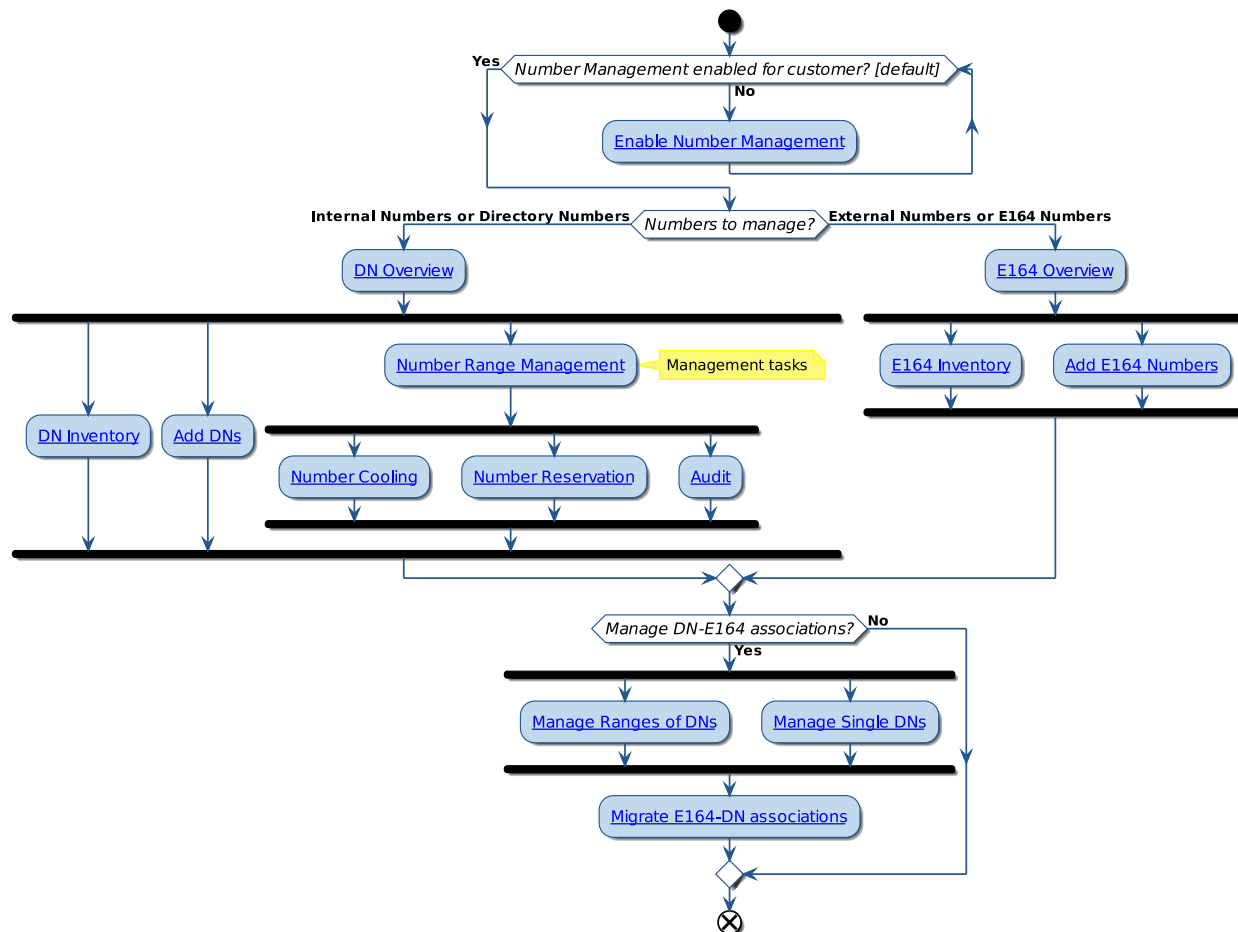 Yes
Number Management enabled for customer? [default]
No
Enable Number Management
Internal Numbers or Directory Numbers
Numbers to manage?
External Numbers or E164 Numbers
DN Overview
E164 Overview
Number Range Management
Management tasks
E164 Inventory
Add E164 Numbers
DN Inventory
Add DNs
Number Cooling
Number Reservation
Audit
Manage DN-E164 associations?
No
Yes
Manage Ranges of DNs
Manage Single DNs
Migrate E164-DN associations